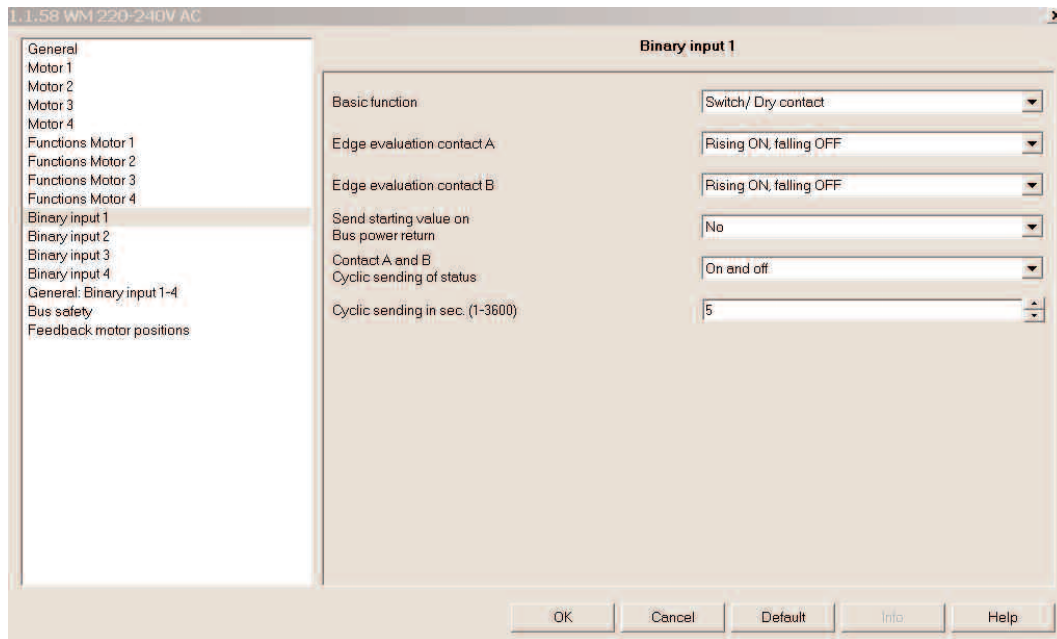 1.1.58 WM 220-240V AC
General
Motor 1
Motor 2
Motor 3
Motor 4
Functions Motor 1
Functions Motor 2
Functions Motor 3
Functions Motor 4
Binary input 1
Binary input 2
Binary input 3
Binary input 4
General: Binary input 1-4
Bus safety
Feedback motor positions
Binary input 1
Basic function
Switch/ Dry contact
Edge evaluation contact A
Rising ON, falling OFF
Edge evaluation contact B
Rising ON, falling OFF
Send starting value on
Bus power return
No
Contact A and B
Cyclic sending of status
On and off
Cyclic sending in sec. (1-3600)
5
OK
Cancel
Default
Info
Help